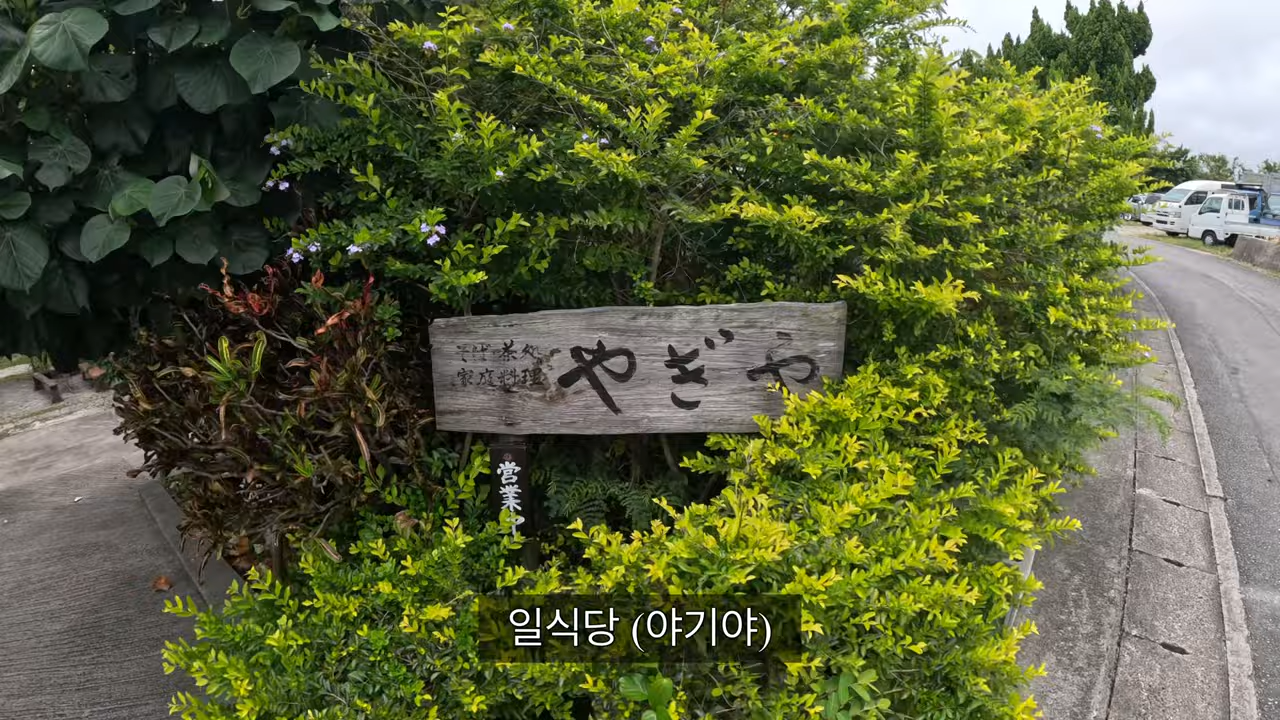 そば 茶処
家庭料理
やぎや
営業中
일식당 (야기야)